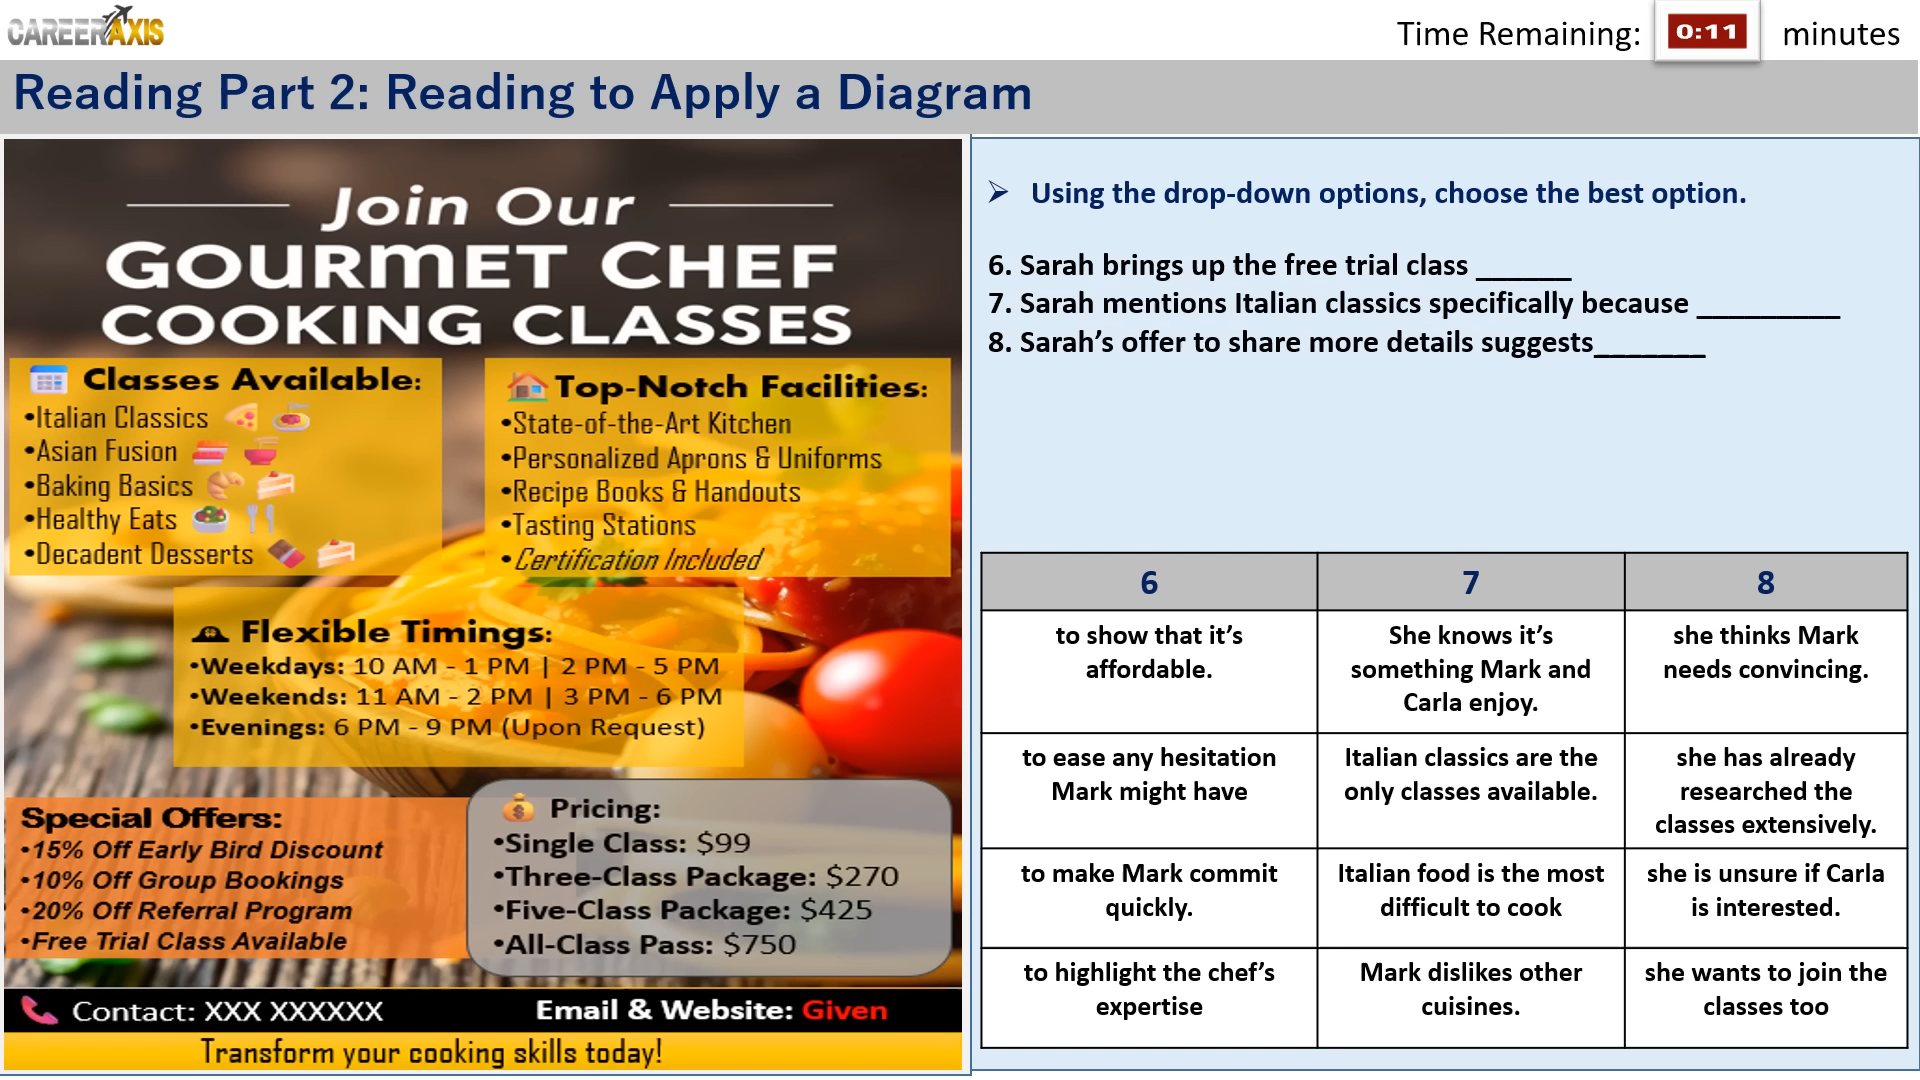 CAREERAXIS
Time Remaining: 0:11 minutes
Reading Part 2: Reading to Apply a Diagram
Join Our
GOURMET CHEF
COOKING CLASSES
Classes Available:
•Italian Classics
•Asian Fusion
•Baking Basics
•Healthy Eats
•Decadent Desserts
Top-Notch Facilities:
•State-of-the-Art Kitchen
•Personalized Aprons & Uniforms
•Recipe Books & Handouts
•Tasting Stations
•Certification Included
Flexible Timings:
•Weekdays: 10 AM - 1 PM | 2 PM - 5 PM
•Weekends: 11 AM - 2 PM | 3 PM - 6 PM
•Evenings: 6 PM - 9 PM (Upon Request)
Special Offers:
•15% Off Early Bird Discount
•10% Off Group Bookings
•20% Off Referral Program
•Free Trial Class Available
Pricing:
•Single Class: $99
•Three-Class Package: $270
•Five-Class Package: $425
•All-Class Pass: $750
Contact: XXX XXXXXX
Email & Website: Given
Transform your cooking skills today!
➢ Using the drop-down options, choose the best option.
6. Sarah brings up the free trial class ______
7. Sarah mentions Italian classics specifically because _________
8. Sarah’s offer to share more details suggests_______
6
7
8
to show that it’s
affordable.
She knows it’s
something Mark and
Carla enjoy.
she thinks Mark
needs convincing.
to ease any hesitation
Mark might have
Italian classics are the
only classes available.
she has already
researched the
classes extensively.
to make Mark commit
quickly.
Italian food is the most
difficult to cook
she is unsure if Carla
is interested.
to highlight the chef’s
expertise
Mark dislikes other
cuisines.
she wants to join the
classes too